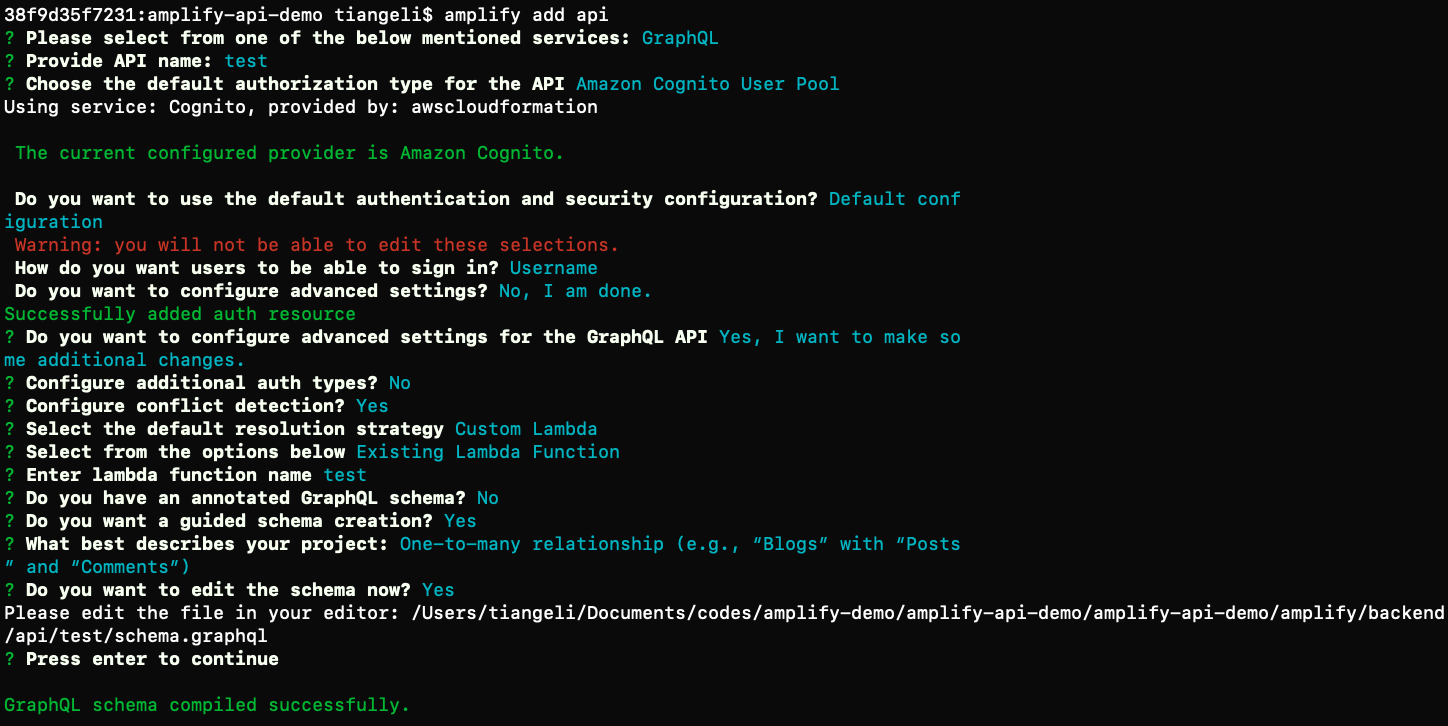 38f9d35f7231:amplify-api-demo tiangeli$ amplify add api
? Please select from one of the below mentioned services: GraphQL
? Provide API name: test
? Choose the default authorization type for the API Amazon Cognito User Pool
Using service: Cognito, provided by: awscloudformation
The current configured provider is Amazon Cognito.
Do you want to use the default authentication and security configuration? Default conf
iguration
Warning: you will not be able to edit these selections.
How do you want users to be able to sign in? Username
Do you want to configure advanced settings? No, I am done.
Successfully added auth resource
? Do you want to configure advanced settings for the GraphQL API Yes, I want to make so
me additional changes.
? Configure additional auth types? No
? Configure conflict detection? Yes
? Select the default resolution strategy Custom Lambda
? Select from the options below Existing Lambda Function
? Enter lambda function name test
? Do you have an annotated GraphQL schema? No
? Do you want a guided schema creation? Yes
? What best describes your project: One-to-many relationship (e.g., “Blogs” with “Posts
” and “Comments”)
? Do you want to edit the schema now? Yes
Please edit the file in your editor: /Users/tiangeli/Documents/codes/amplify-demo/amplify-api-demo/amplify-api-demo/amplify/backend
/api/test/schema.graphql
? Press enter to continue
GraphQL schema compiled successfully.